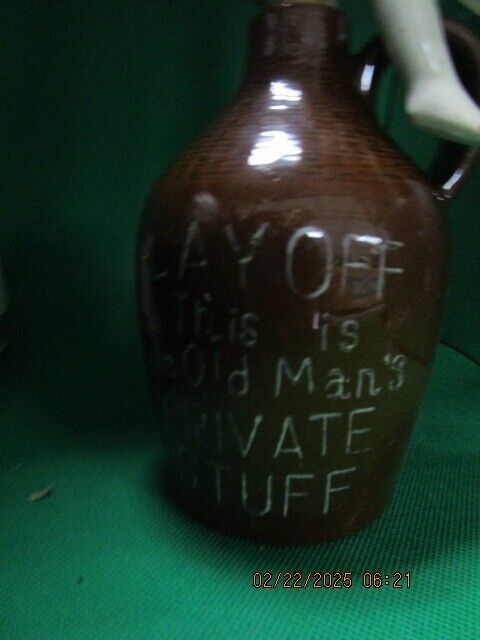 LAY OFF
This is
Old Man's
PRIVATE
STUFF
02/22/2025 06:21